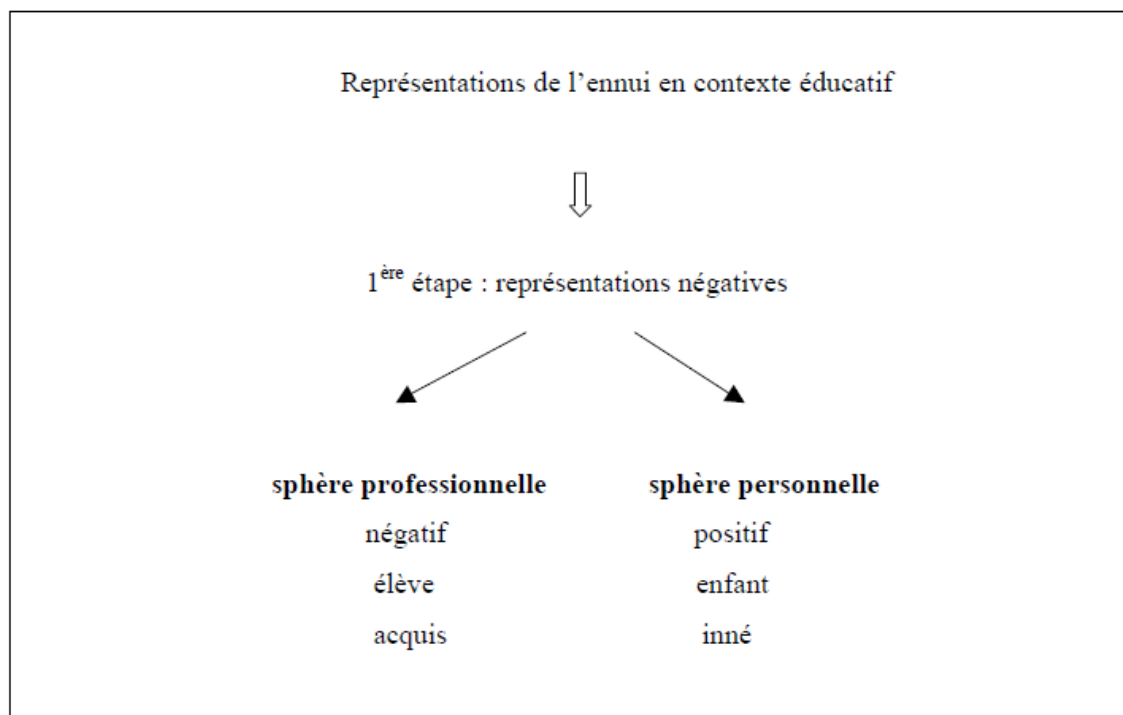 Représentations de l’ennui en contexte éducatif
1ère étape : représentations négatives
sphère professionnelle sphère personnelle
négatif positif
élève enfant
acquis inné